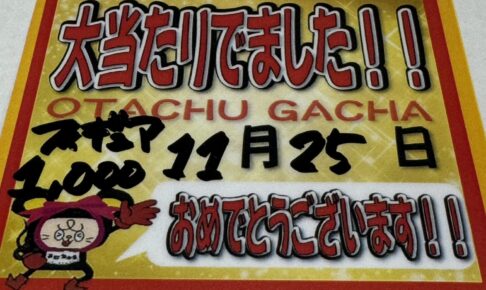 大当たりでました！！
OTACHU GACHA
11月25日
1,000
おめでとうございます！！